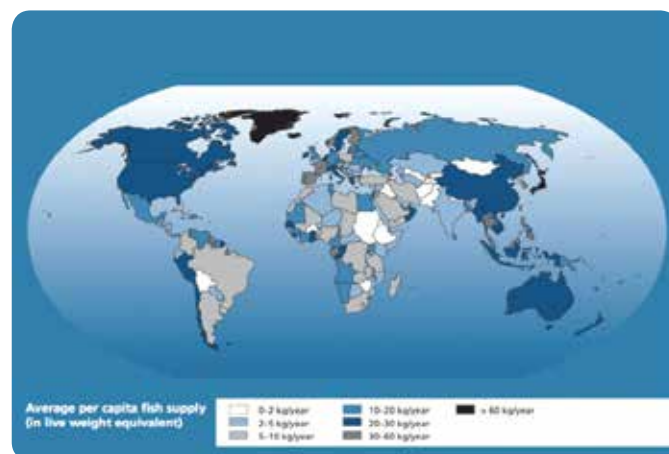 Average per capita fish supply
(in live weight equivalent)
0–2 kg/year
2–5 kg/year
5–10 kg/year
10–20 kg/year
20–30 kg/year
30–60 kg/year
> 60 kg/year